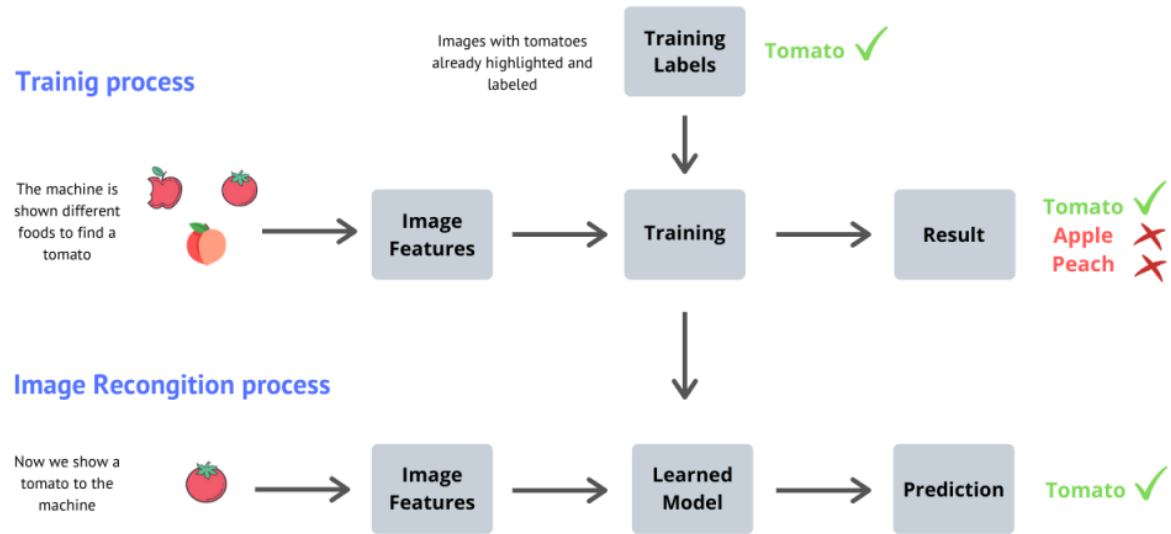 Images with tomatoes
already highlighted and
labeled
Training
Labels
Tomato
Trainig process
The machine is
shown different
foods to find a
tomato
Image
Features
Training
Result
Tomato
Apple
Peach
Image Recongition process
Now we show a
tomato to the
machine
Image
Features
Learned
Model
Prediction
Tomato